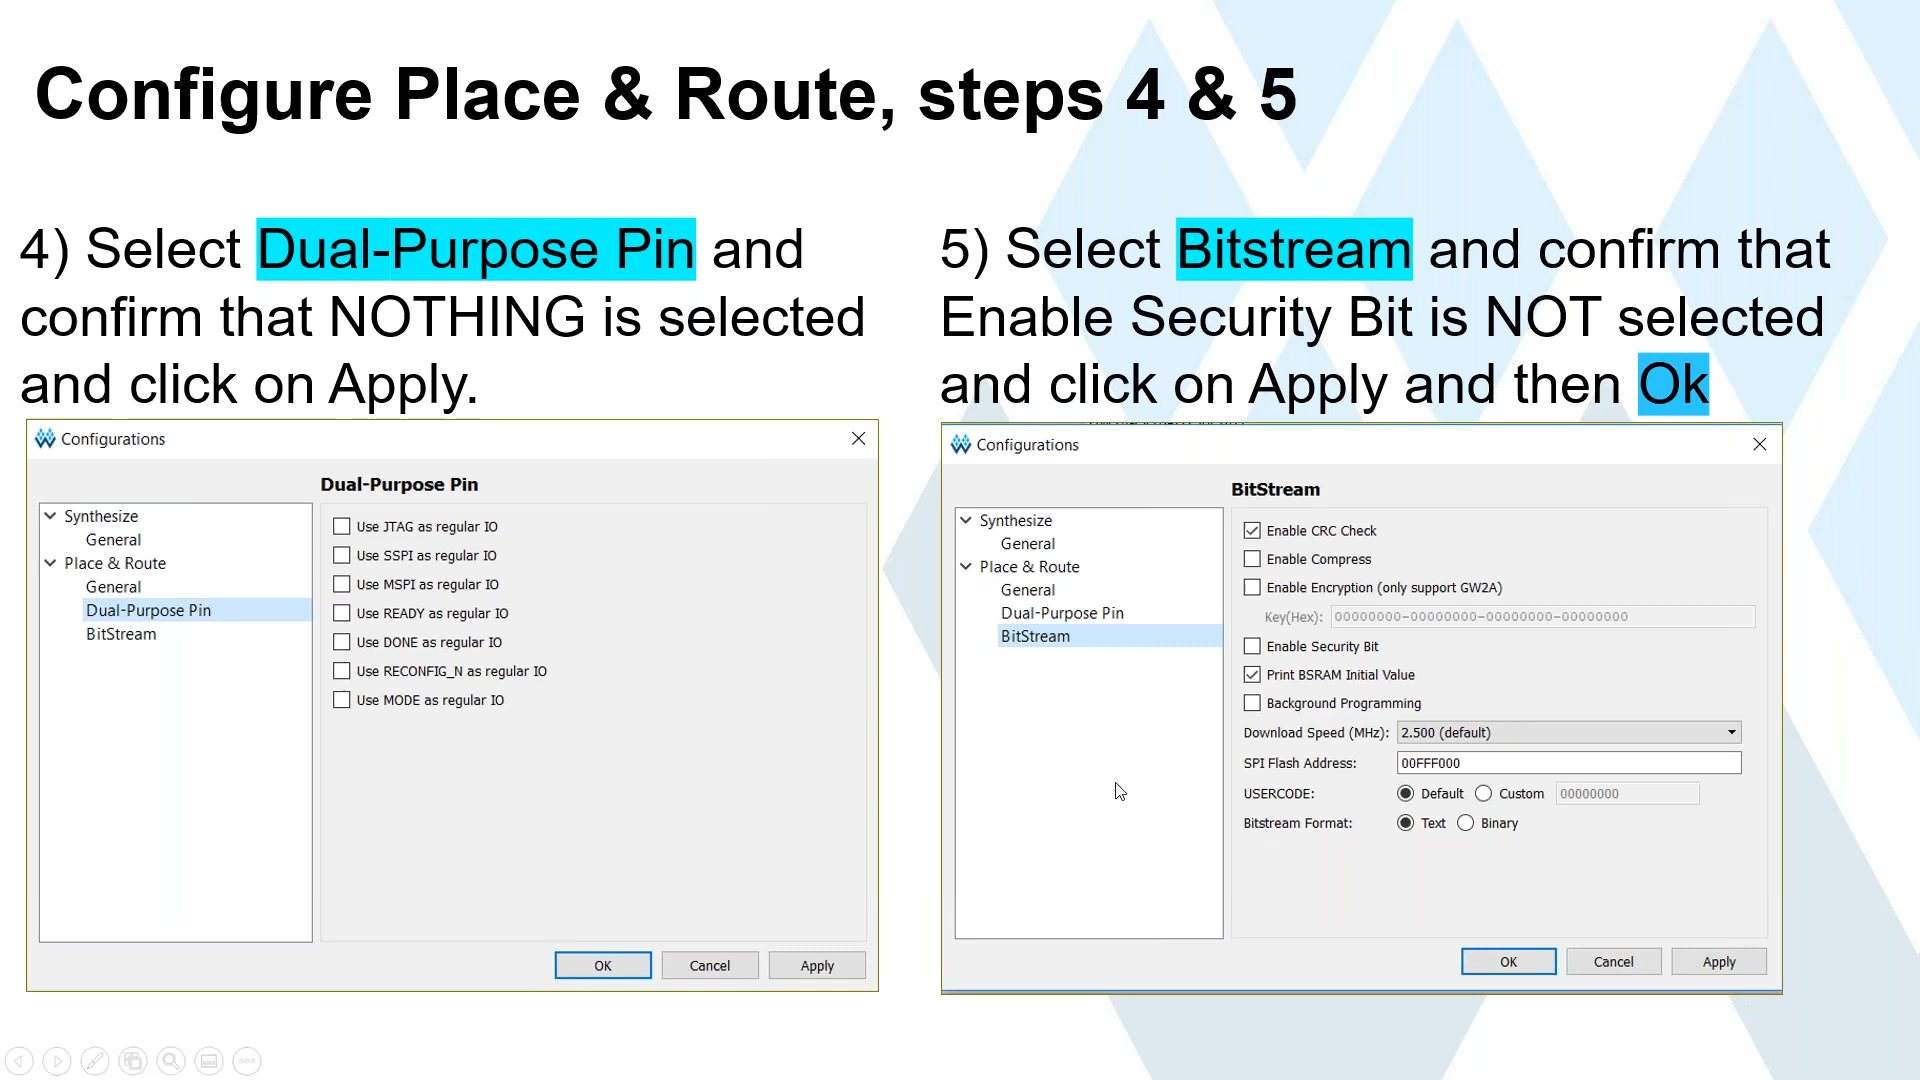 Configure Place & Route, steps 4 & 5
4) Select Dual-Purpose Pin and
confirm that NOTHING is selected
and click on Apply.
Configurations
Dual-Purpose Pin
Synthesize
General
Place & Route
General
Dual-Purpose Pin
BitStream
Use JTAG as regular IO
Use SSPI as regular IO
Use MSPI as regular IO
Use READY as regular IO
Use DONE as regular IO
Use RECONFIG_N as regular IO
Use MODE as regular IO
OK Cancel Apply
5) Select Bitstream and confirm that
Enable Security Bit is NOT selected
and click on Apply and then Ok
Configurations
BitStream
Synthesize
General
Place & Route
General
Dual-Purpose Pin
BitStream
Enable CRC Check
Enable Compress
Enable Encryption (only support GW2A)
Key(Hex): 00000000-00000000-00000000-00000000
Enable Security Bit
Print BSRAM Initial Value
Background Programming
Download Speed (MHz): 2.500 (default)
SPI Flash Address: 00FFF000
USERCODE: Default Custom 00000000
Bitstream Format: Text Binary
OK Cancel Apply